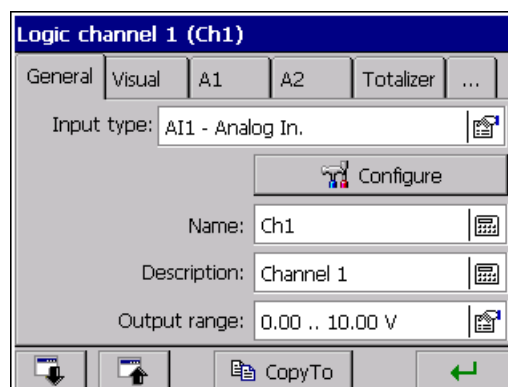 Logic channel 1 (Ch1)
General Visual A1 A2 Totalizer ...
Input type: AI1 - Analog In.
Configure
Name: Ch1
Description: Channel 1
Output range: 0.00 .. 10.00 V
CopyTo